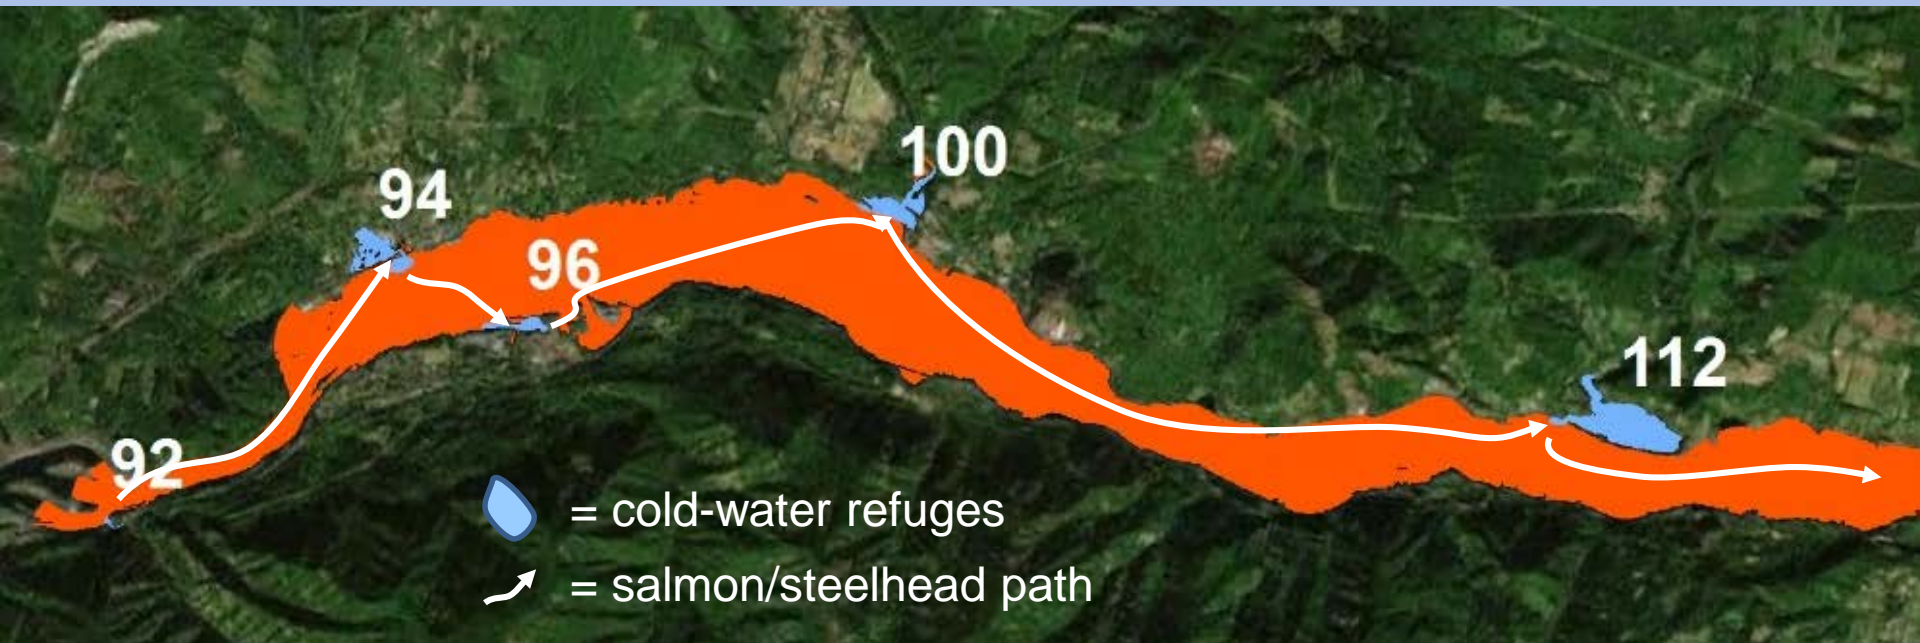 100
94
96
112
92
= cold-water refuges
= salmon/steelhead path